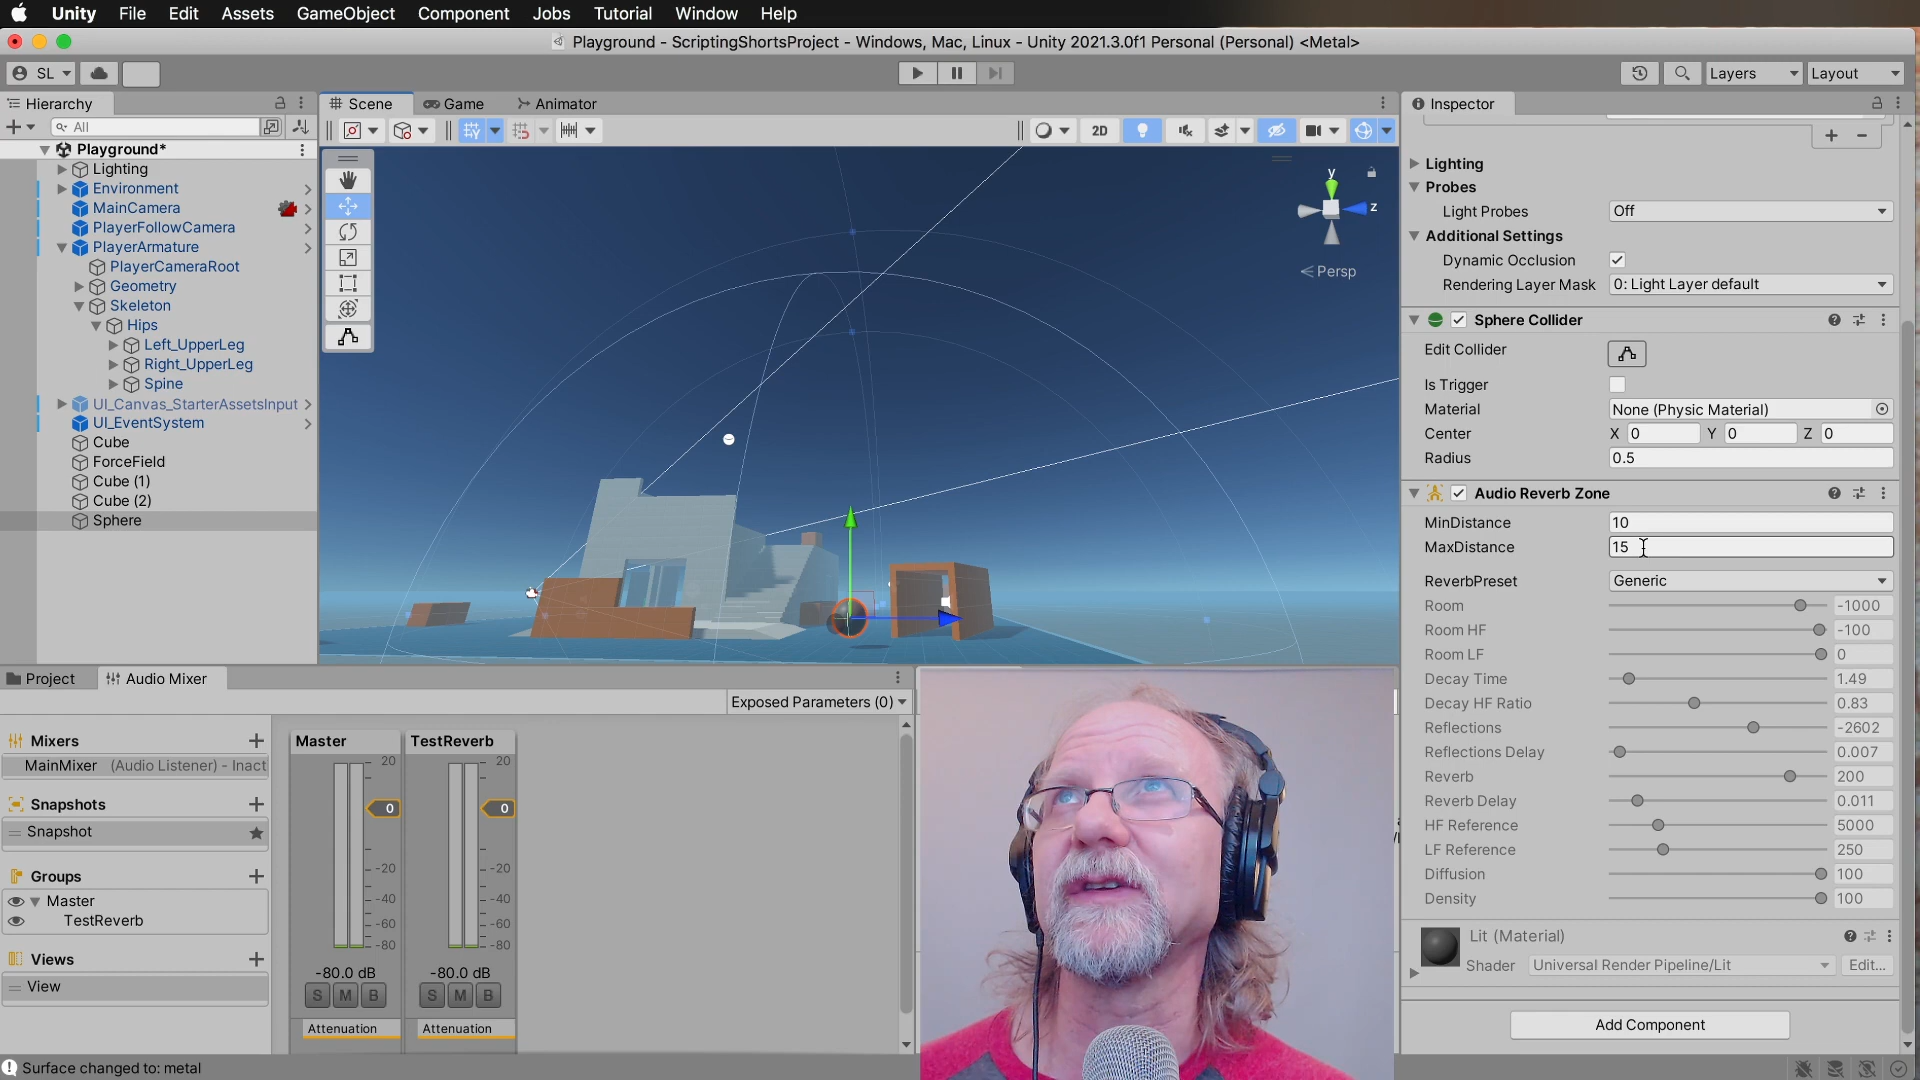 Unity File Edit Assets GameObject Component Jobs Tutorial Window Help
Playground - ScriptingShortsProject - Windows, Mac, Linux - Unity 2021.3.0f1 Personal (Personal) <Metal>
SL
Layers
Layout
Hierarchy
All
Playground*
Lighting
Environment
MainCamera
PlayerFollowCamera
PlayerArmature
PlayerCameraRoot
Geometry
Skeleton
Hips
Left_UpperLeg
Right_UpperLeg
Spine
UI_Canvas_StarterAssetsInput
UI_EventSystem
Cube
ForceField
Cube (1)
Cube (2)
Sphere
Scene Game Animator
2D
y
z
Persp
Inspector
Lighting
Probes
Light Probes Off
Additional Settings
Dynamic Occlusion
Rendering Layer Mask 0: Light Layer default
Sphere Collider
Edit Collider
Is Trigger
Material None (Physic Material)
Center X 0 Y 0 Z 0
Radius 0.5
Audio Reverb Zone
MinDistance 10
MaxDistance 15
ReverbPreset Generic
Room -1000
Room HF -100
Room LF 0
Decay Time 1.49
Decay HF Ratio 0.83
Reflections -2602
Reflections Delay 0.007
Reverb 200
Reverb Delay 0.011
HF Reference 5000
LF Reference 250
Diffusion 100
Density 100
Lit (Material)
Shader Universal Render Pipeline/Lit Edit...
Add Component
Project Audio Mixer
Exposed Parameters (0)
Mixers
MainMixer (Audio Listener) - Inact
Snapshots
Snapshot
Groups
Master
TestReverb
Views
View
Master
20
0
-20
-40
-60
-80
-80.0 dB
S M B
Attenuation
TestReverb
20
0
-20
-40
-60
-80
-80.0 dB
S M B
Attenuation
Surface changed to: metal